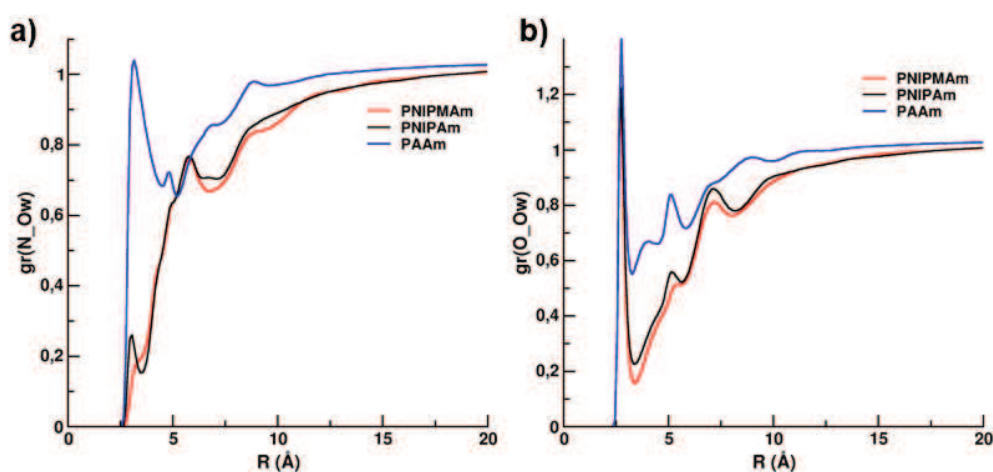 a)
gr(N_Ow)
1
0,8
0,6
0,4
0,2
0
PNIPMAm
PNIPAm
PAAm
0 5 10 15 20
R (Å)
b)
gr(O_Ow)
1,2
1
0,8
0,6
0,4
0,2
0
PNIPMAm
PNIPAm
PAAm
0 5 10 15 20
R (Å)